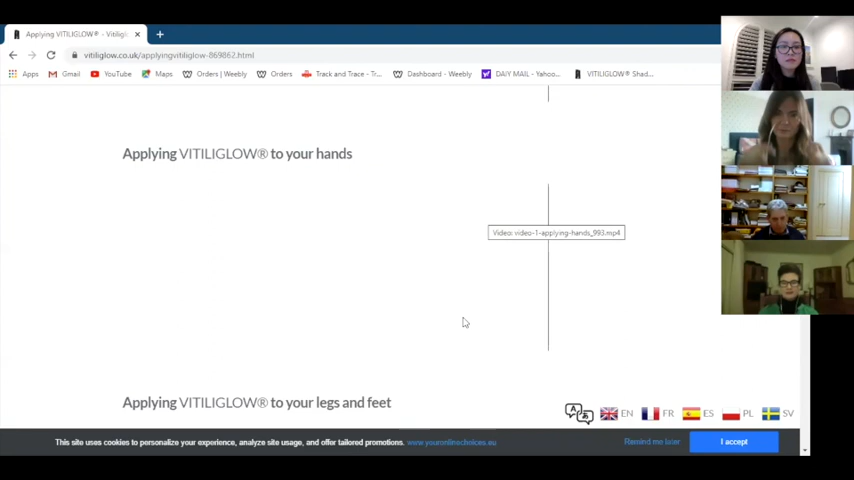 Applying VITILIGLOW® - Vitiligl
vitiliglow.co.uk/applyingvitiliglow-869862.html
Apps Gmail YouTube Maps Orders | Weebly Orders Track and Trace - Tr... Dashboard - Weebly DAIY MAIL - Yahoo... VITILIGLOW® Shad...
Applying VITILIGLOW® to your hands
Video: video-1-applying-hands_993.mp4
Applying VITILIGLOW® to your legs and feet
EN FR ES PL SV
This site uses cookies to personalize your experience, analyze site usage, and offer tailored promotions. www.youronlinechoices.eu
Remind me later
I accept